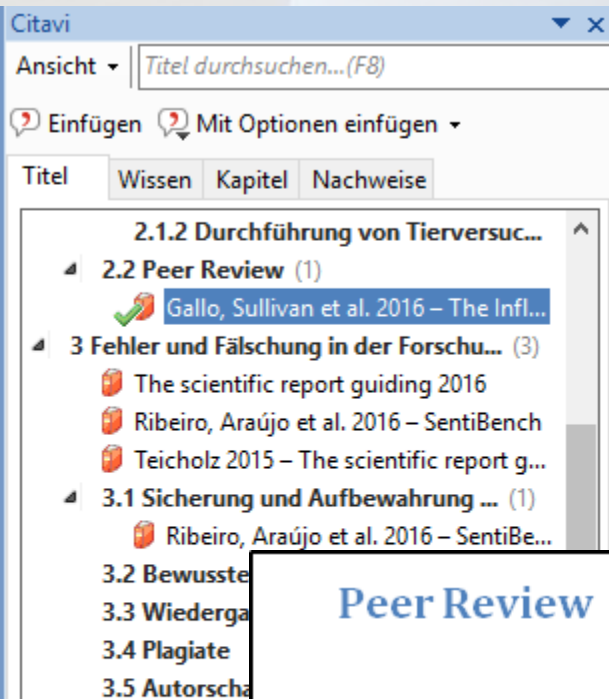 Citavi
Ansicht Titel durchsuchen...(F8)
Einfügen Mit Optionen einfügen
Titel Wissen Kapitel Nachweise
2.1.2 Durchführung von Tierversuc...
2.2 Peer Review (1)
Gallo, Sullivan et al. 2016 – The Infl...
3 Fehler und Fälschung in der Forschu... (3)
The scientific report guiding 2016
Ribeiro, Araújo et al. 2016 – SentiBench
Teicholz 2015 – The scientific report g...
3.1 Sicherung und Aufbewahrung ... (1)
Ribeiro, Araújo et al. 2016 – SentiBe...
3.2 Bewusste
3.3 Wiederga
3.4 Plagiate
3.5 Autorscha
Peer Review